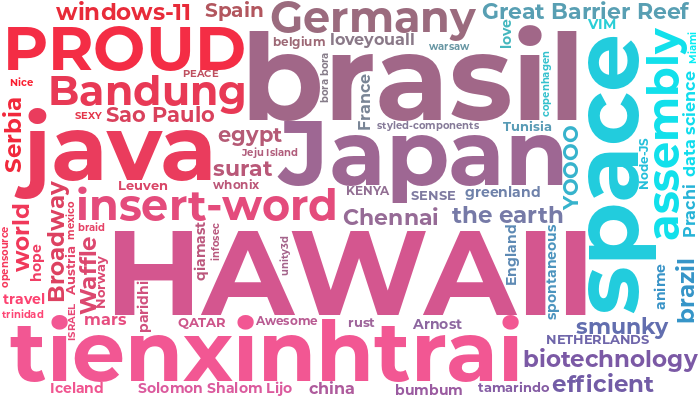 windows-11
Spain
Germany
Great Barrier Reef
PROUD
belgium
loveyouall
warsaw
love
VIM
Miami
brasil
space
assembly
Nice
PEACE
bora bora
copenhagen
Bandung
France
data science
SEXY
Sao Paulo
styled-components
Tunisia
Serbia
java
egypt
Japan
YOOOO
Node-JS
Jeju Island
surat
Leuven
whonix
KENYA
SENSE
greenland
Prachi
insert-word
Chennai
the earth
world
Broadway
mexico
braid
opensource
hope
Austria
Waffle
Norway
HAWAII
qiamast
infosec
unity3d
England
spontaneous
anime
brazil
travel
trinidad
ISRAEL
mars
paridhi
QATAR
Awesome
rust
Arnost
smunky
tienxinhtrai
NETHERLANDS
biotechnology
Iceland
Solomon Shalom Lijo
china
bumbum
tamarindo
efficient